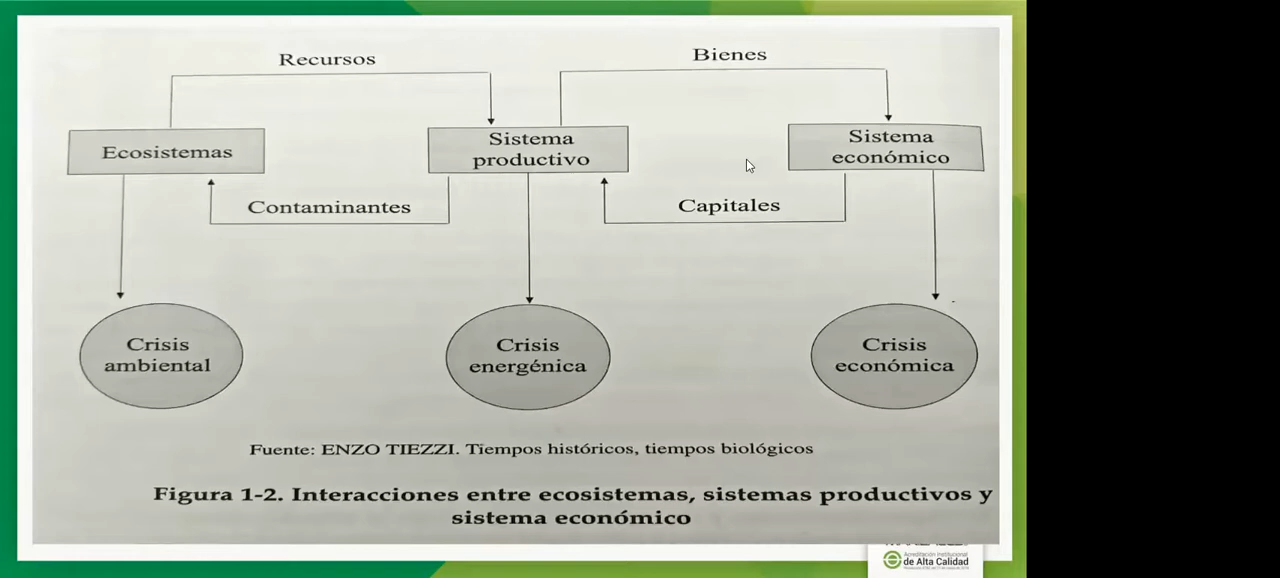 Recursos
Bienes
Ecosistemas
Sistema
productivo
Sistema
económico
Contaminantes
Capitales
Crisis
ambiental
Crisis
energénica
Crisis
económica
Fuente: ENZO TIEZZI. Tiempos históricos, tiempos biológicos
Figura 1-2. Interacciones entre ecosistemas, sistemas productivos y
sistema económico
Acreditación Institucional
de Alta Calidad